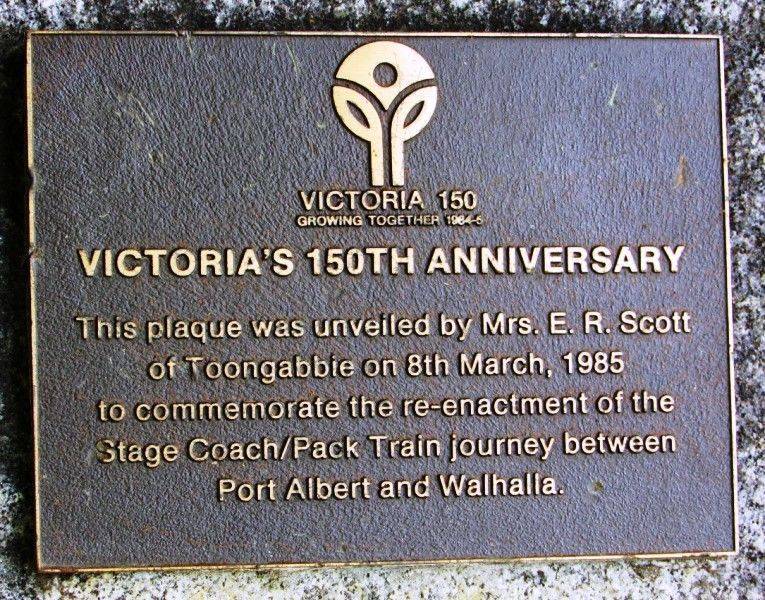 VICTORIA 150
GROWING TOGETHER 1984-5
VICTORIA'S 150TH ANNIVERSARY
This plaque was unveiled by Mrs. E. R. Scott
of Toongabbie on 8th March, 1985
to commemorate the re-enactment of the
Stage Coach/Pack Train journey between
Port Albert and Walhalla.